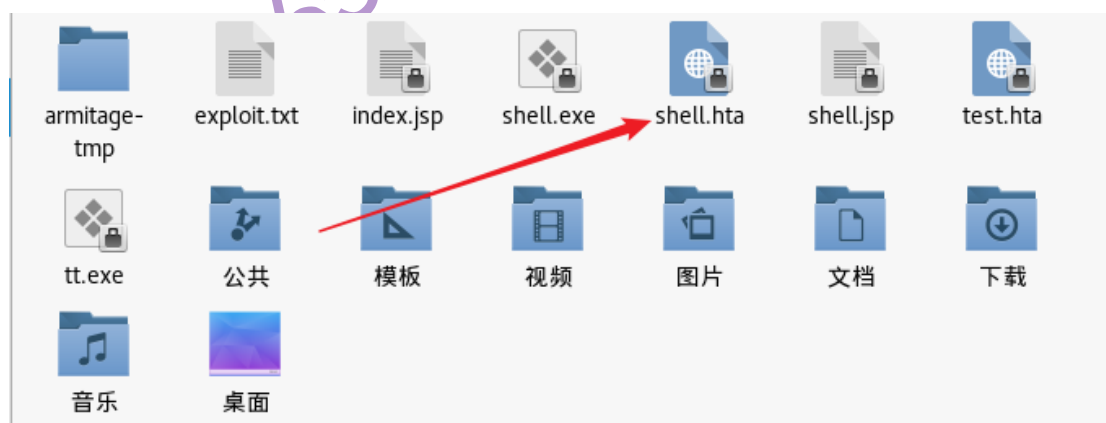 armitage-tmp
exploit.txt
index.jsp
shell.exe
shell.hta
shell.jsp
test.hta
tt.exe
公共
模板
视频
图片
文档
下载
音乐
桌面